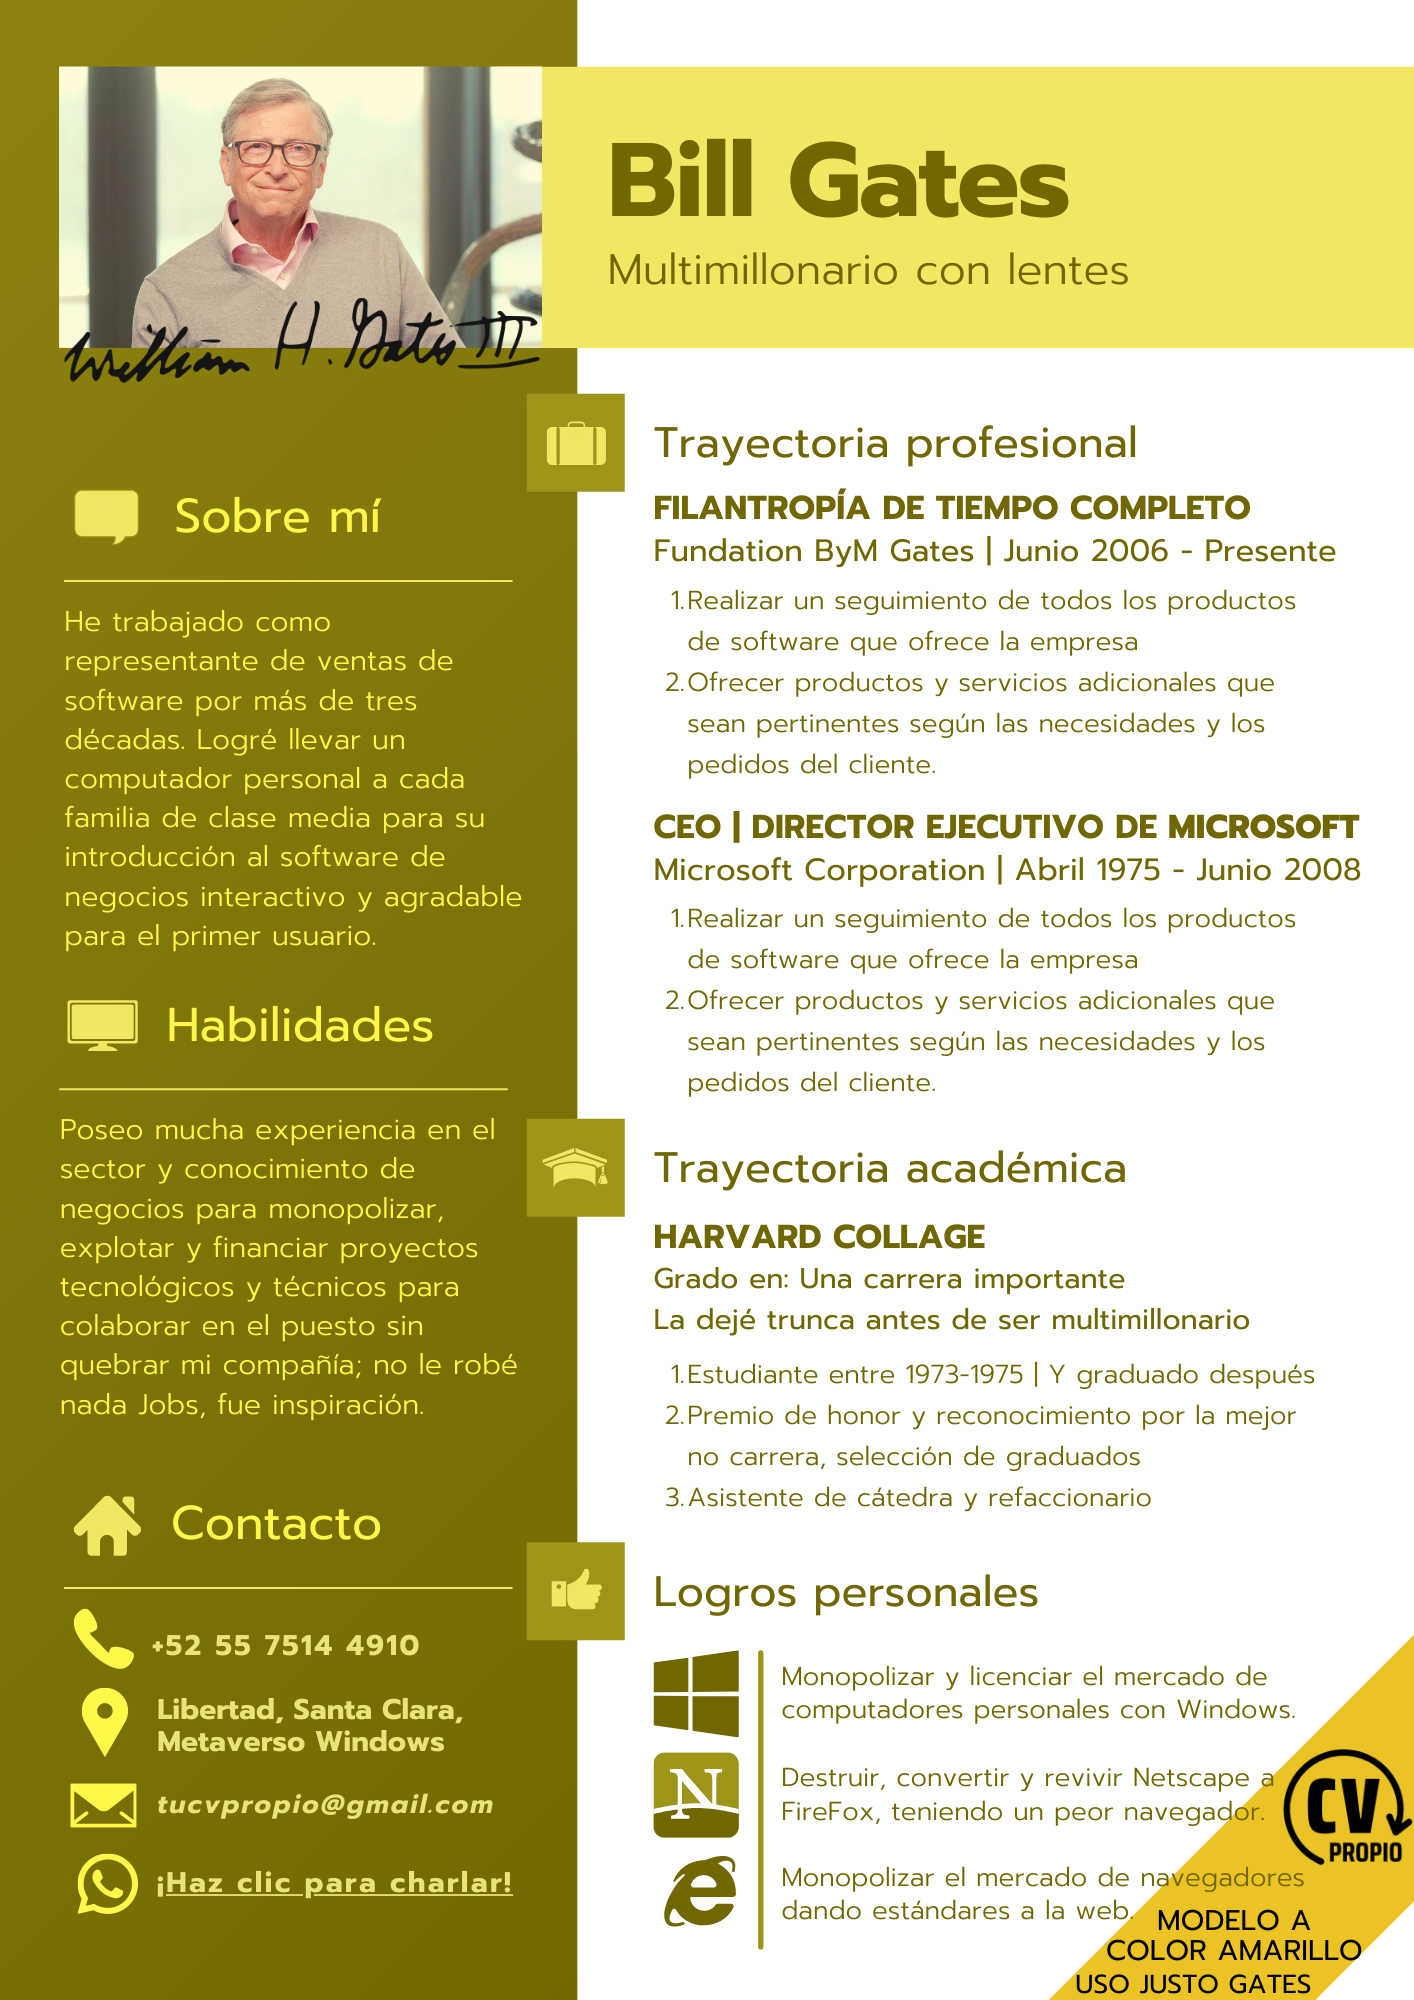 Bill Gates
Multimillonario con lentes
William H. Gates III
Sobre mí
He trabajado como
representante de ventas de
software por más de tres
décadas. Logré llevar un
computador personal a cada
familia de clase media para su
introducción al software de
negocios interactivo y agradable
para el primer usuario.
Habilidades
Poseo mucha experiencia en el
sector y conocimiento de
negocios para monopolizar,
explotar y financiar proyectos
tecnológicos y técnicos para
colaborar en el puesto sin
quebrar mi compañía; no le robé
nada Jobs, fue inspiración.
Contacto
+52 55 7514 4910
Libertad, Santa Clara,
Metaverso Windows
tucvpropio@gmail.com
¡Haz clic para charlar!
Trayectoria profesional
FILANTROPÍA DE TIEMPO COMPLETO
Fundation ByM Gates | Junio 2006 - Presente
1. Realizar un seguimiento de todos los productos
de software que ofrece la empresa
2. Ofrecer productos y servicios adicionales que
sean pertinentes según las necesidades y los
pedidos del cliente.
CEO | DIRECTOR EJECUTIVO DE MICROSOFT
Microsoft Corporation | Abril 1975 - Junio 2008
1. Realizar un seguimiento de todos los productos
de software que ofrece la empresa
2. Ofrecer productos y servicios adicionales que
sean pertinentes según las necesidades y los
pedidos del cliente.
Trayectoria académica
HARVARD COLLAGE
Grado en: Una carrera importante
La dejé trunca antes de ser multimillonario
1. Estudiante entre 1973-1975 | Y graduado después
2. Premio de honor y reconocimiento por la mejor
no carrera, selección de graduados
3. Asistente de cátedra y refaccionario
Logros personales
Monopolizar y licenciar el mercado de
computadores personales con Windows.
N
Destruir, convertir y revivir Netscape a
FireFox, teniendo un peor navegador.
Monopolizar el mercado de navegadores
dando estándares a la web.
CV
PROPIO
MODELO A
COLOR AMARILLO
USO JUSTO GATES